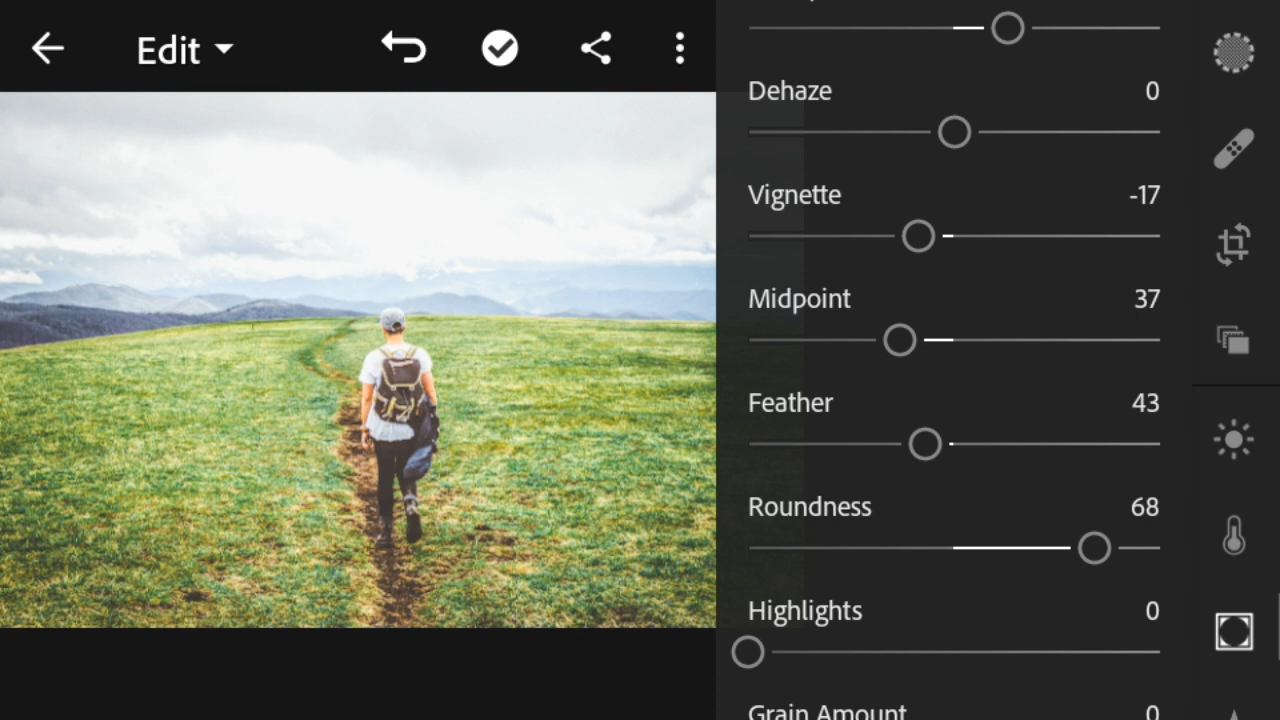 Edit
Dehaze 0
Vignette -17
Midpoint 37
Feather 43
Roundness 68
Highlights 0
Grain Amount 0